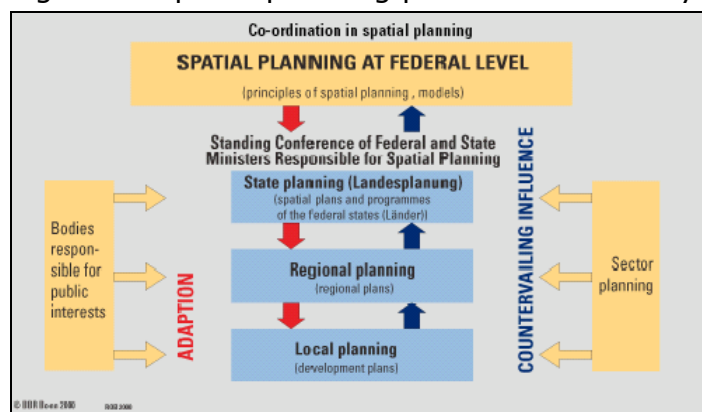 Co-ordination in spatial planning
SPATIAL PLANNING AT FEDERAL LEVEL
(principles of spatial planning , models)
Standing Conference of Federal and State
Ministers Responsible for Spatial Planning
State planning (Landesplanung)
(spatial plans and programmes
of the federal states (Länder))
Regional planning
(regional plans)
Local planning
(development plans)
Bodies
respon-
sible for
public
interests
ADAPTION
COUNTERVAILING INFLUENCE
Sector
planning
© BBR Bonn 2000
ROB 2000